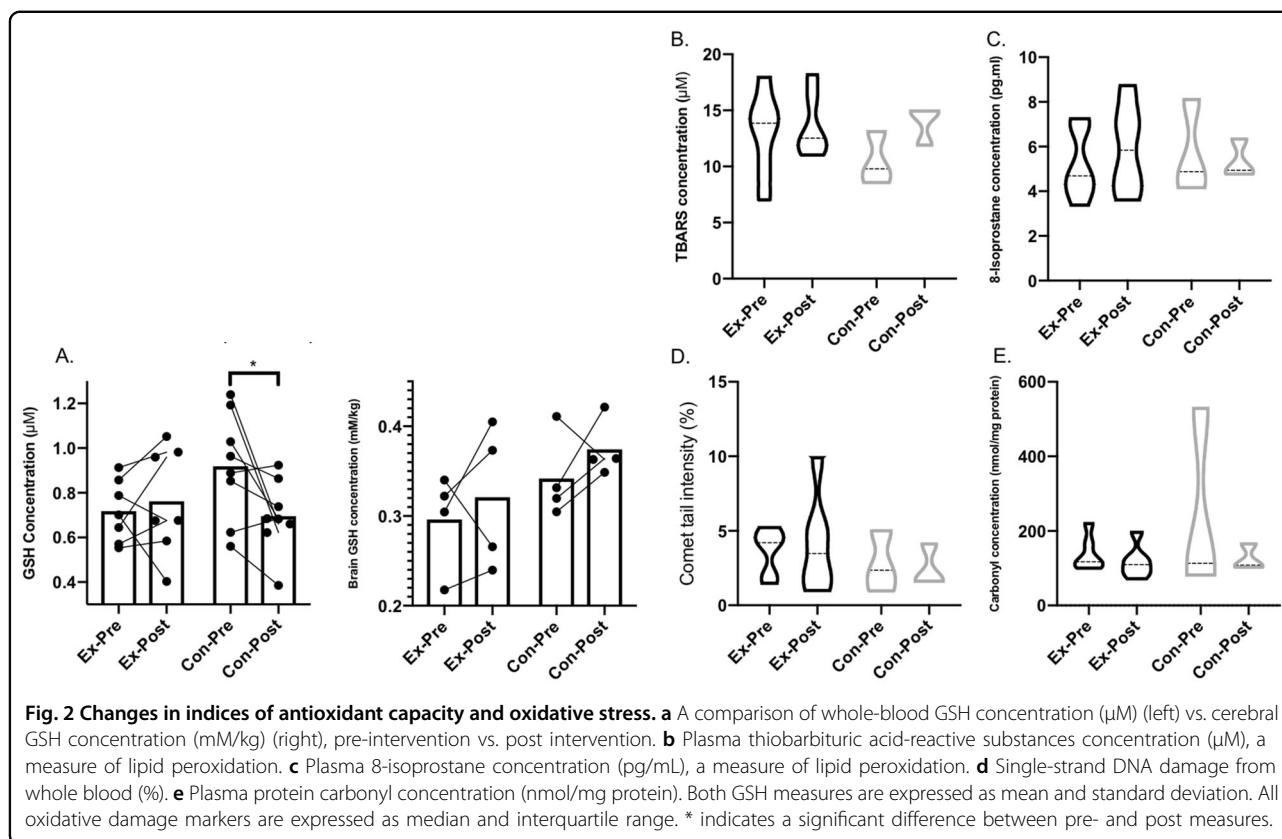 B.
TBARS concentration (µM)
20
15
10
5
0
Ex-Pre
Ex-Post
Con-Pre
Con-Post
C.
8-Isoprostane concentration (pg.ml)
10
8
6
4
2
0
Ex-Pre
Ex-Post
Con-Pre
Con-Post
A.
*
GSH Concentration (µM)
1.2
1.0
0.8
0.6
0.4
Ex-Pre
Ex-Post
Con-Pre
Con-Post
Brain GSH concentration (mM/kg)
0.4
0.3
0.2
Ex-Pre
Ex-Post
Con-Pre
Con-Post
D.
Comet tail intensity (%)
15
10
5
0
Ex-Pre
Ex-Post
Con-Pre
Con-Post
E.
Carbonyl concentration (nmol/mg protein)
600
400
200
0
Ex-Pre
Ex-Post
Con-Pre
Con-Post
Fig. 2 Changes in indices of antioxidant capacity and oxidative stress. a A comparison of whole-blood GSH concentration (µM) (left) vs. cerebral
GSH concentration (mM/kg) (right), pre-intervention vs. post intervention. b Plasma thiobarbituric acid-reactive substances concentration (µM), a
measure of lipid peroxidation. c Plasma 8-isoprostane concentration (pg/mL), a measure of lipid peroxidation. d Single-strand DNA damage from
whole blood (%). e Plasma protein carbonyl concentration (nmol/mg protein). Both GSH measures are expressed as mean and standard deviation. All
oxidative damage markers are expressed as median and interquartile range. * indicates a significant difference between pre- and post measures.